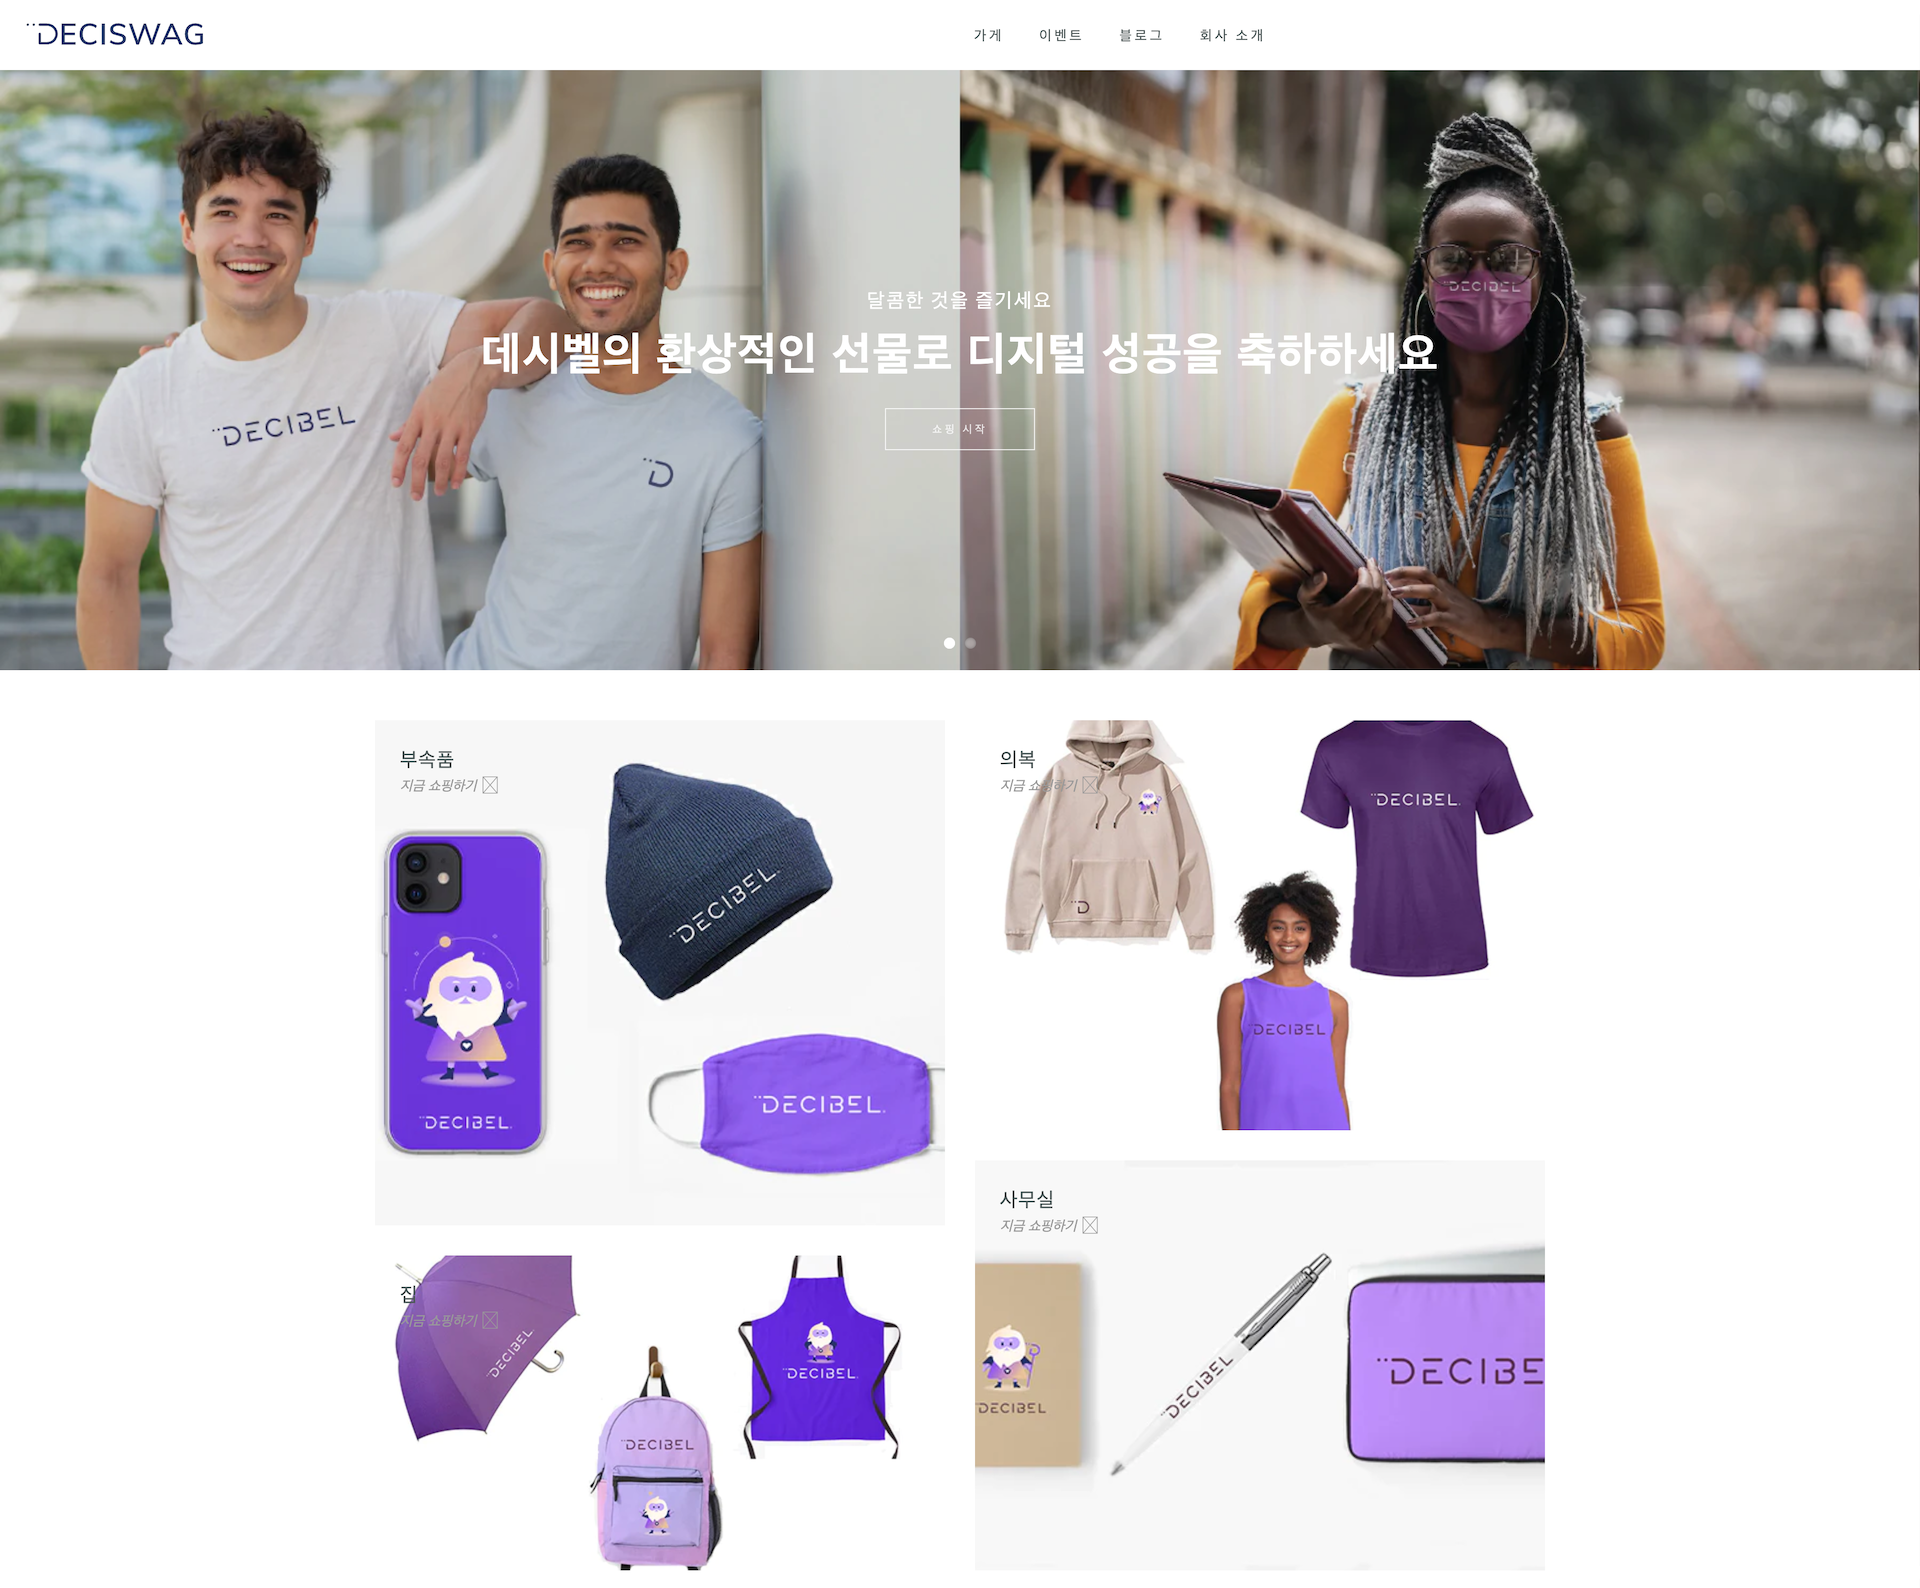 DECISWAG
가게 이벤트 블로그 회사 소개
달콤한 것을 즐기세요
데시벨의 환상적인 선물로 디지털 성공을 축하하세요
쇼핑 시작
DECIBEL
D
DECIBEL
부속품
지금 쇼핑하기
DECIBEL
DECIBEL.
DECIBEL.
의복
지금 쇼핑하기
D
DECIBEL.
DECIBEL
집
지금 쇼핑하기
DECIBEL
DECIBEL
DECIBEL.
사무실
지금 쇼핑하기
DECIBEL
DECIBEL
DECIBE